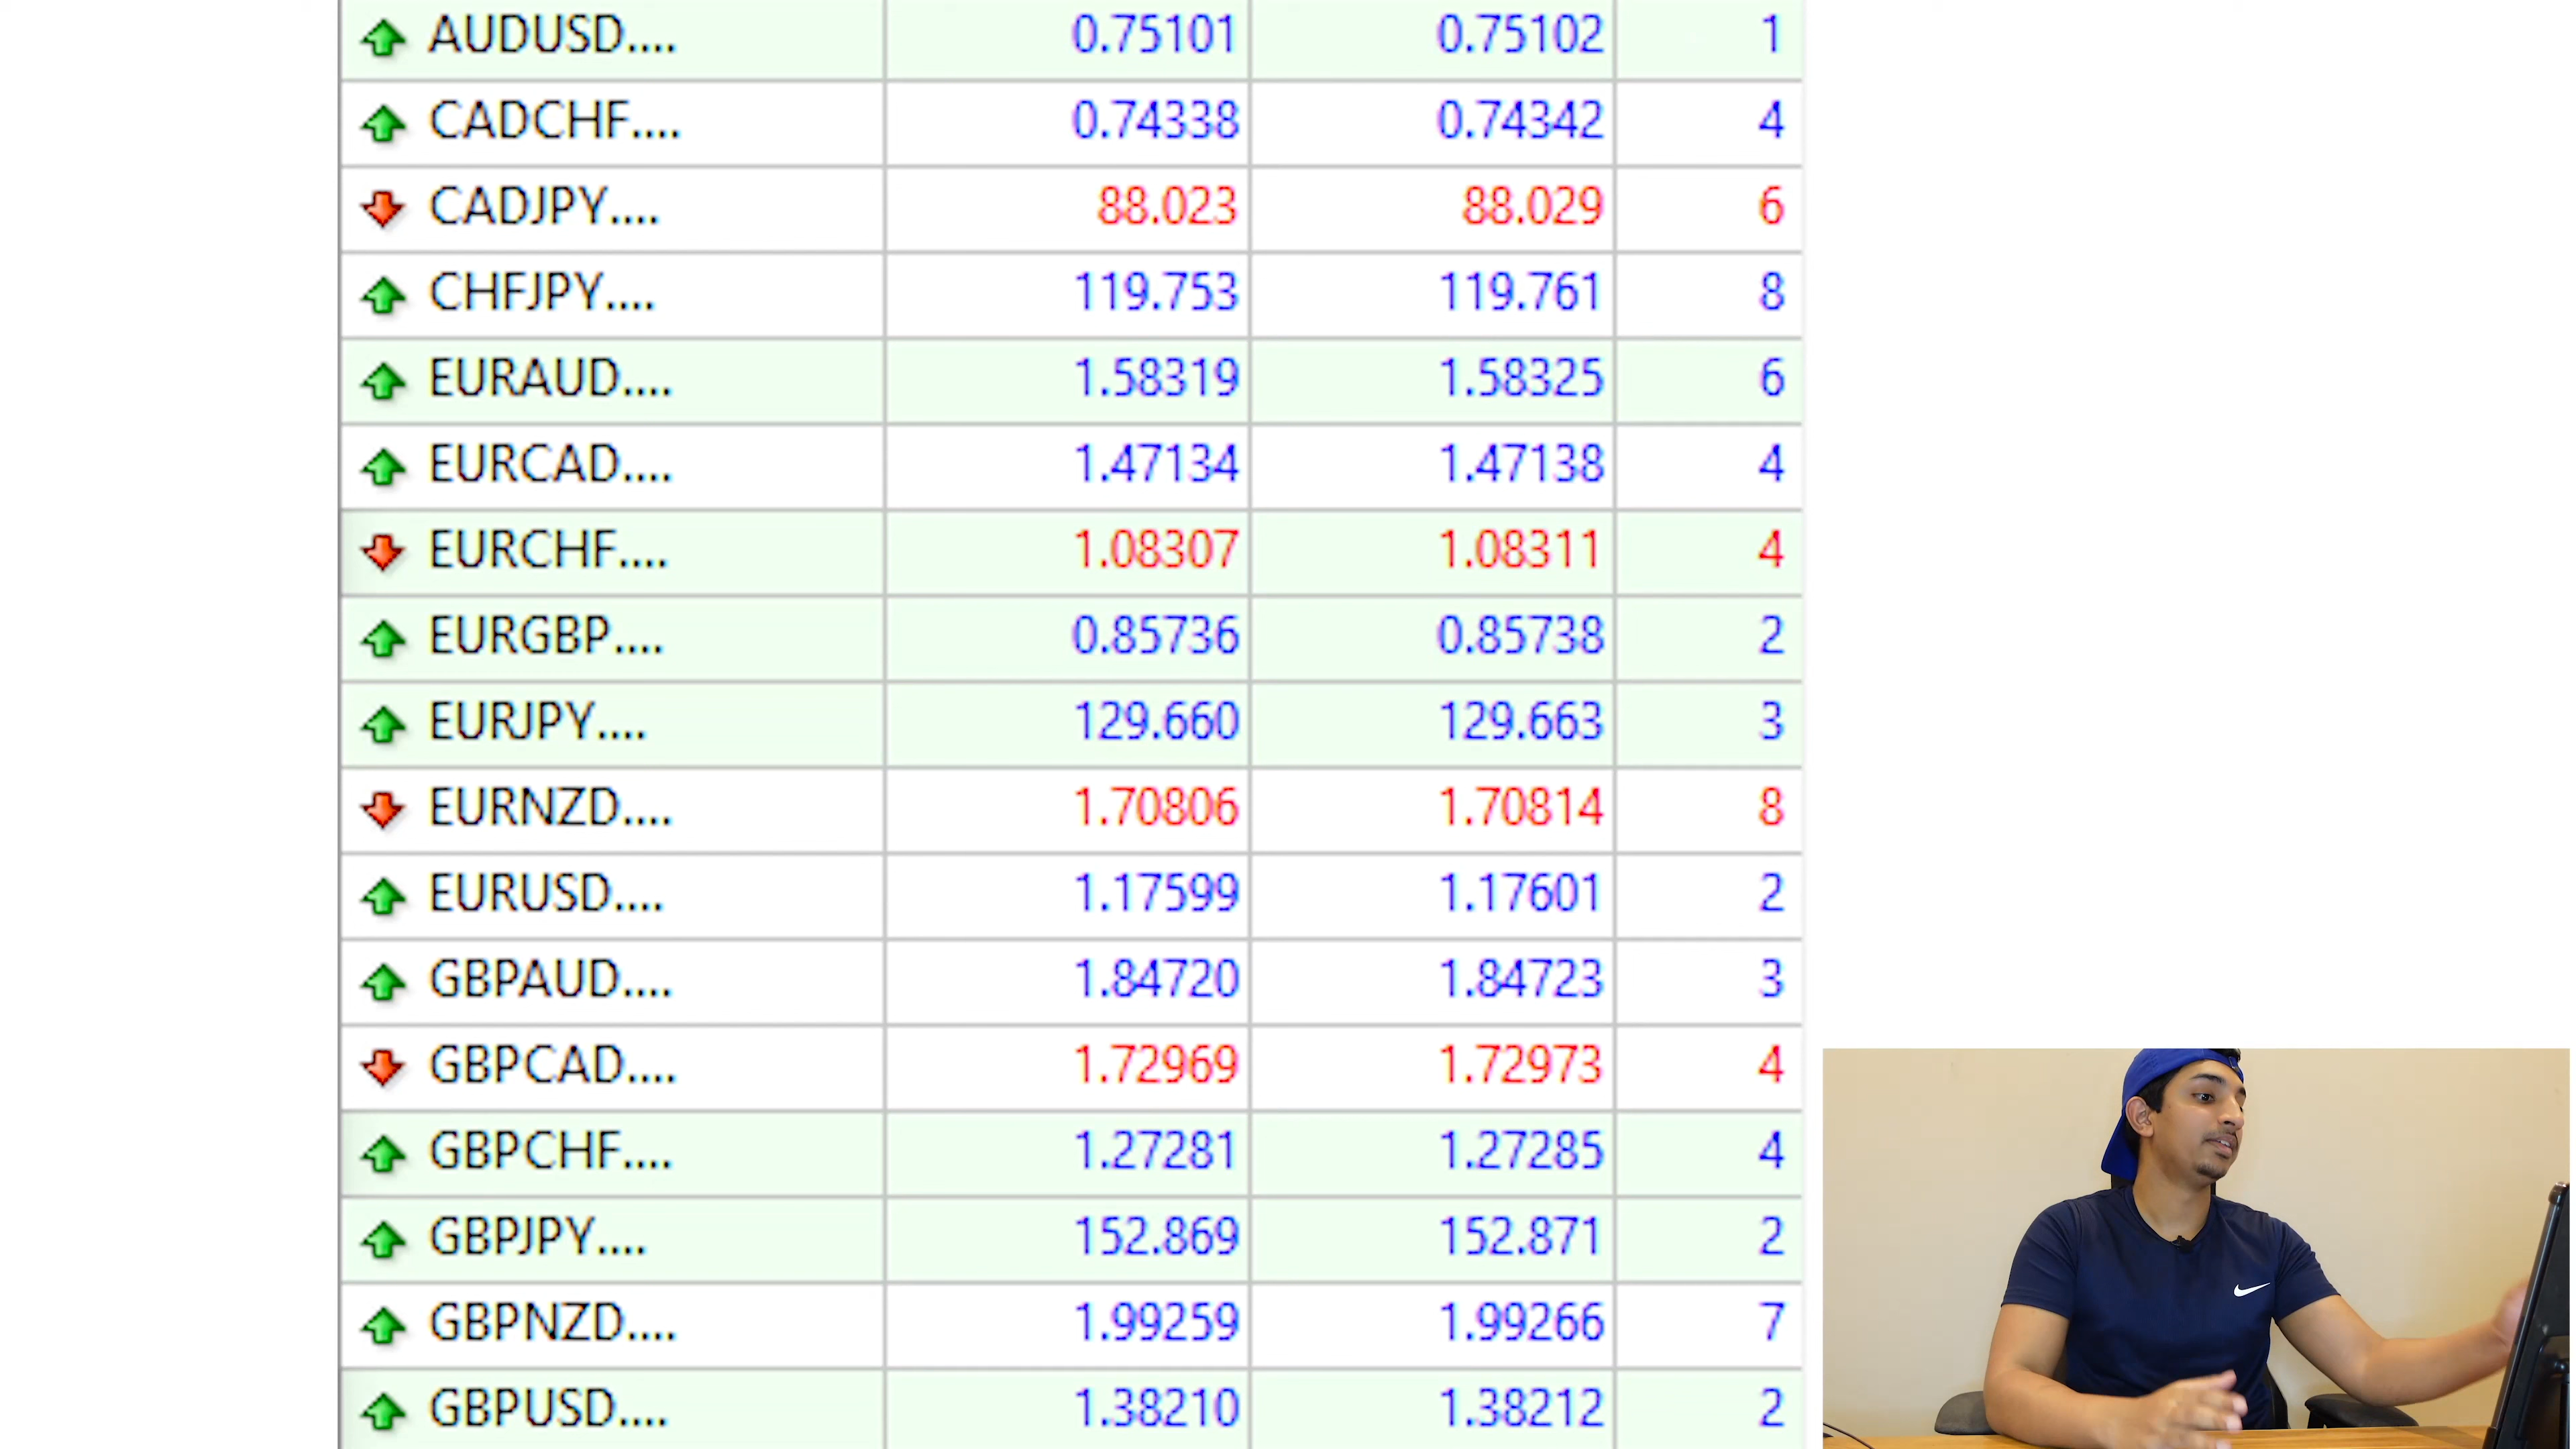 AUDUSD.... 0.75101 0.75102 1
CADCHF.... 0.74338 0.74342 4
CADJPY.... 88.023 88.029 6
CHFJPY.... 119.753 119.761 8
EURAUD.... 1.58319 1.58325 6
EURCAD.... 1.47134 1.47138 4
EURCHF.... 1.08307 1.08311 4
EURGBP.... 0.85736 0.85738 2
EURJPY.... 129.660 129.663 3
EURNZD.... 1.70806 1.70814 8
EURUSD.... 1.17599 1.17601 2
GBPAUD.... 1.84720 1.84723 3
GBPCAD.... 1.72969 1.72973 4
GBPCHF.... 1.27281 1.27285 4
GBPJPY.... 152.869 152.871 2
GBPNZD.... 1.99259 1.99266 7
GBPUSD.... 1.38210 1.38212 2